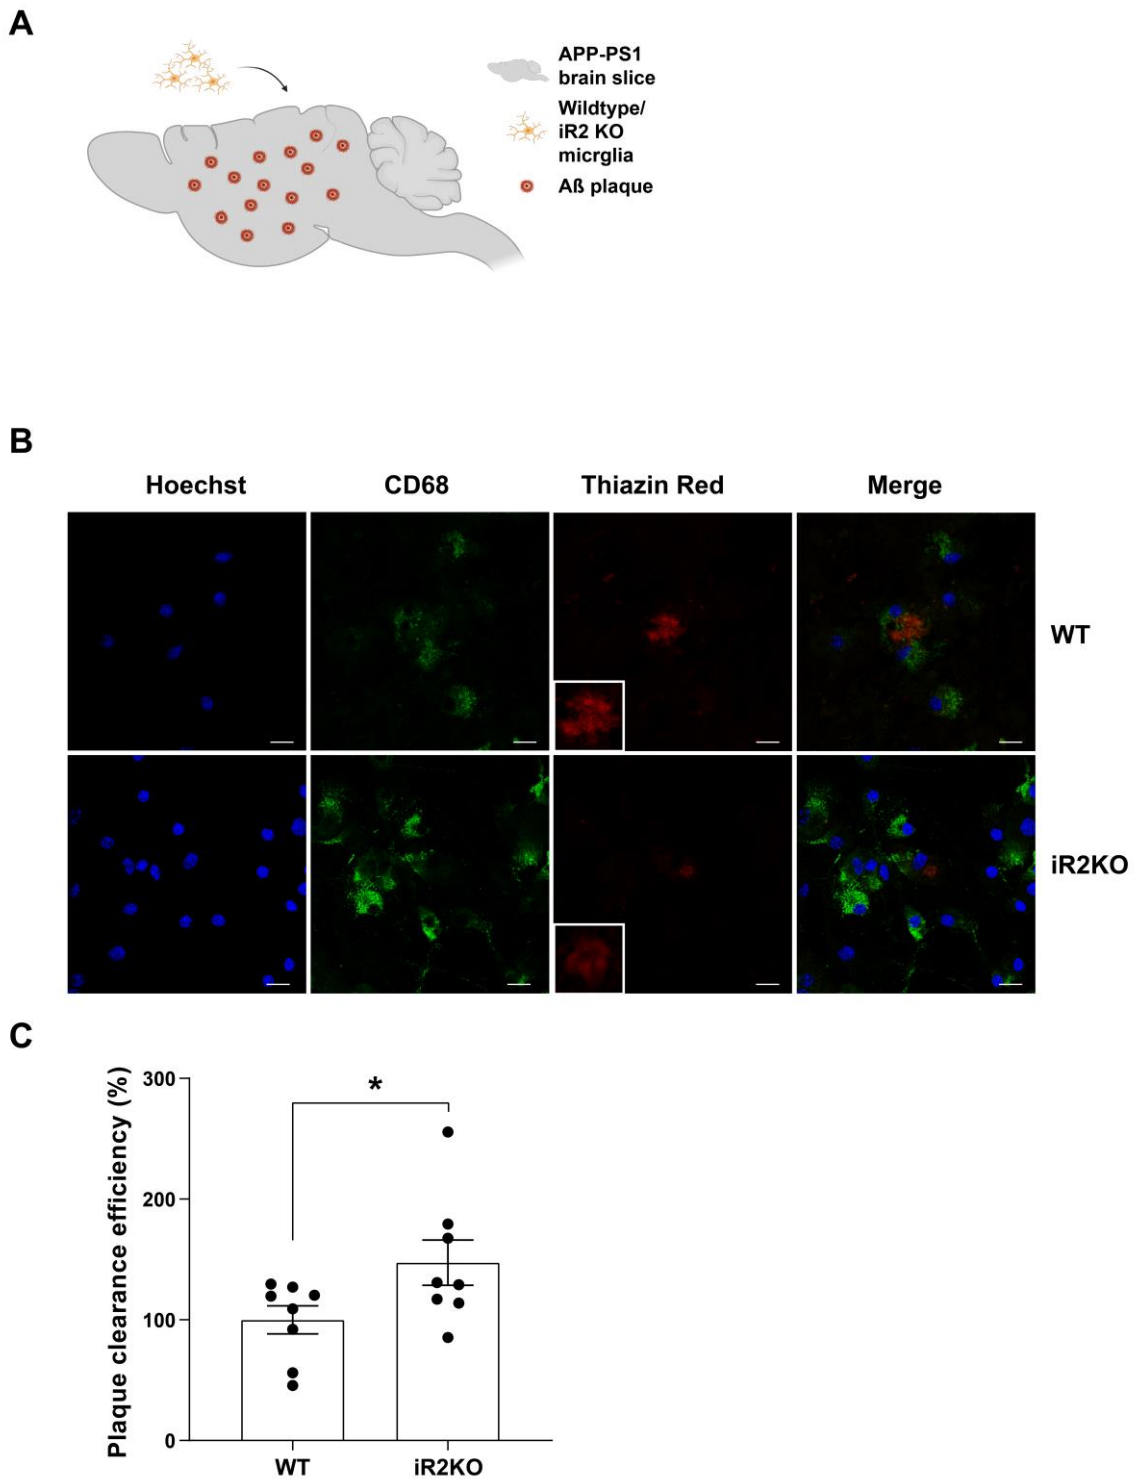 A
APP-PS1
brain slice
Wildtype/
iR2 KO
micrglia
Aß plaque
B
Hoechst
CD68
Thiazin Red
Merge
WT
iR2KO
C
Plaque clearance efficiency (%)
300
200
100
0
*
WT
iR2KO